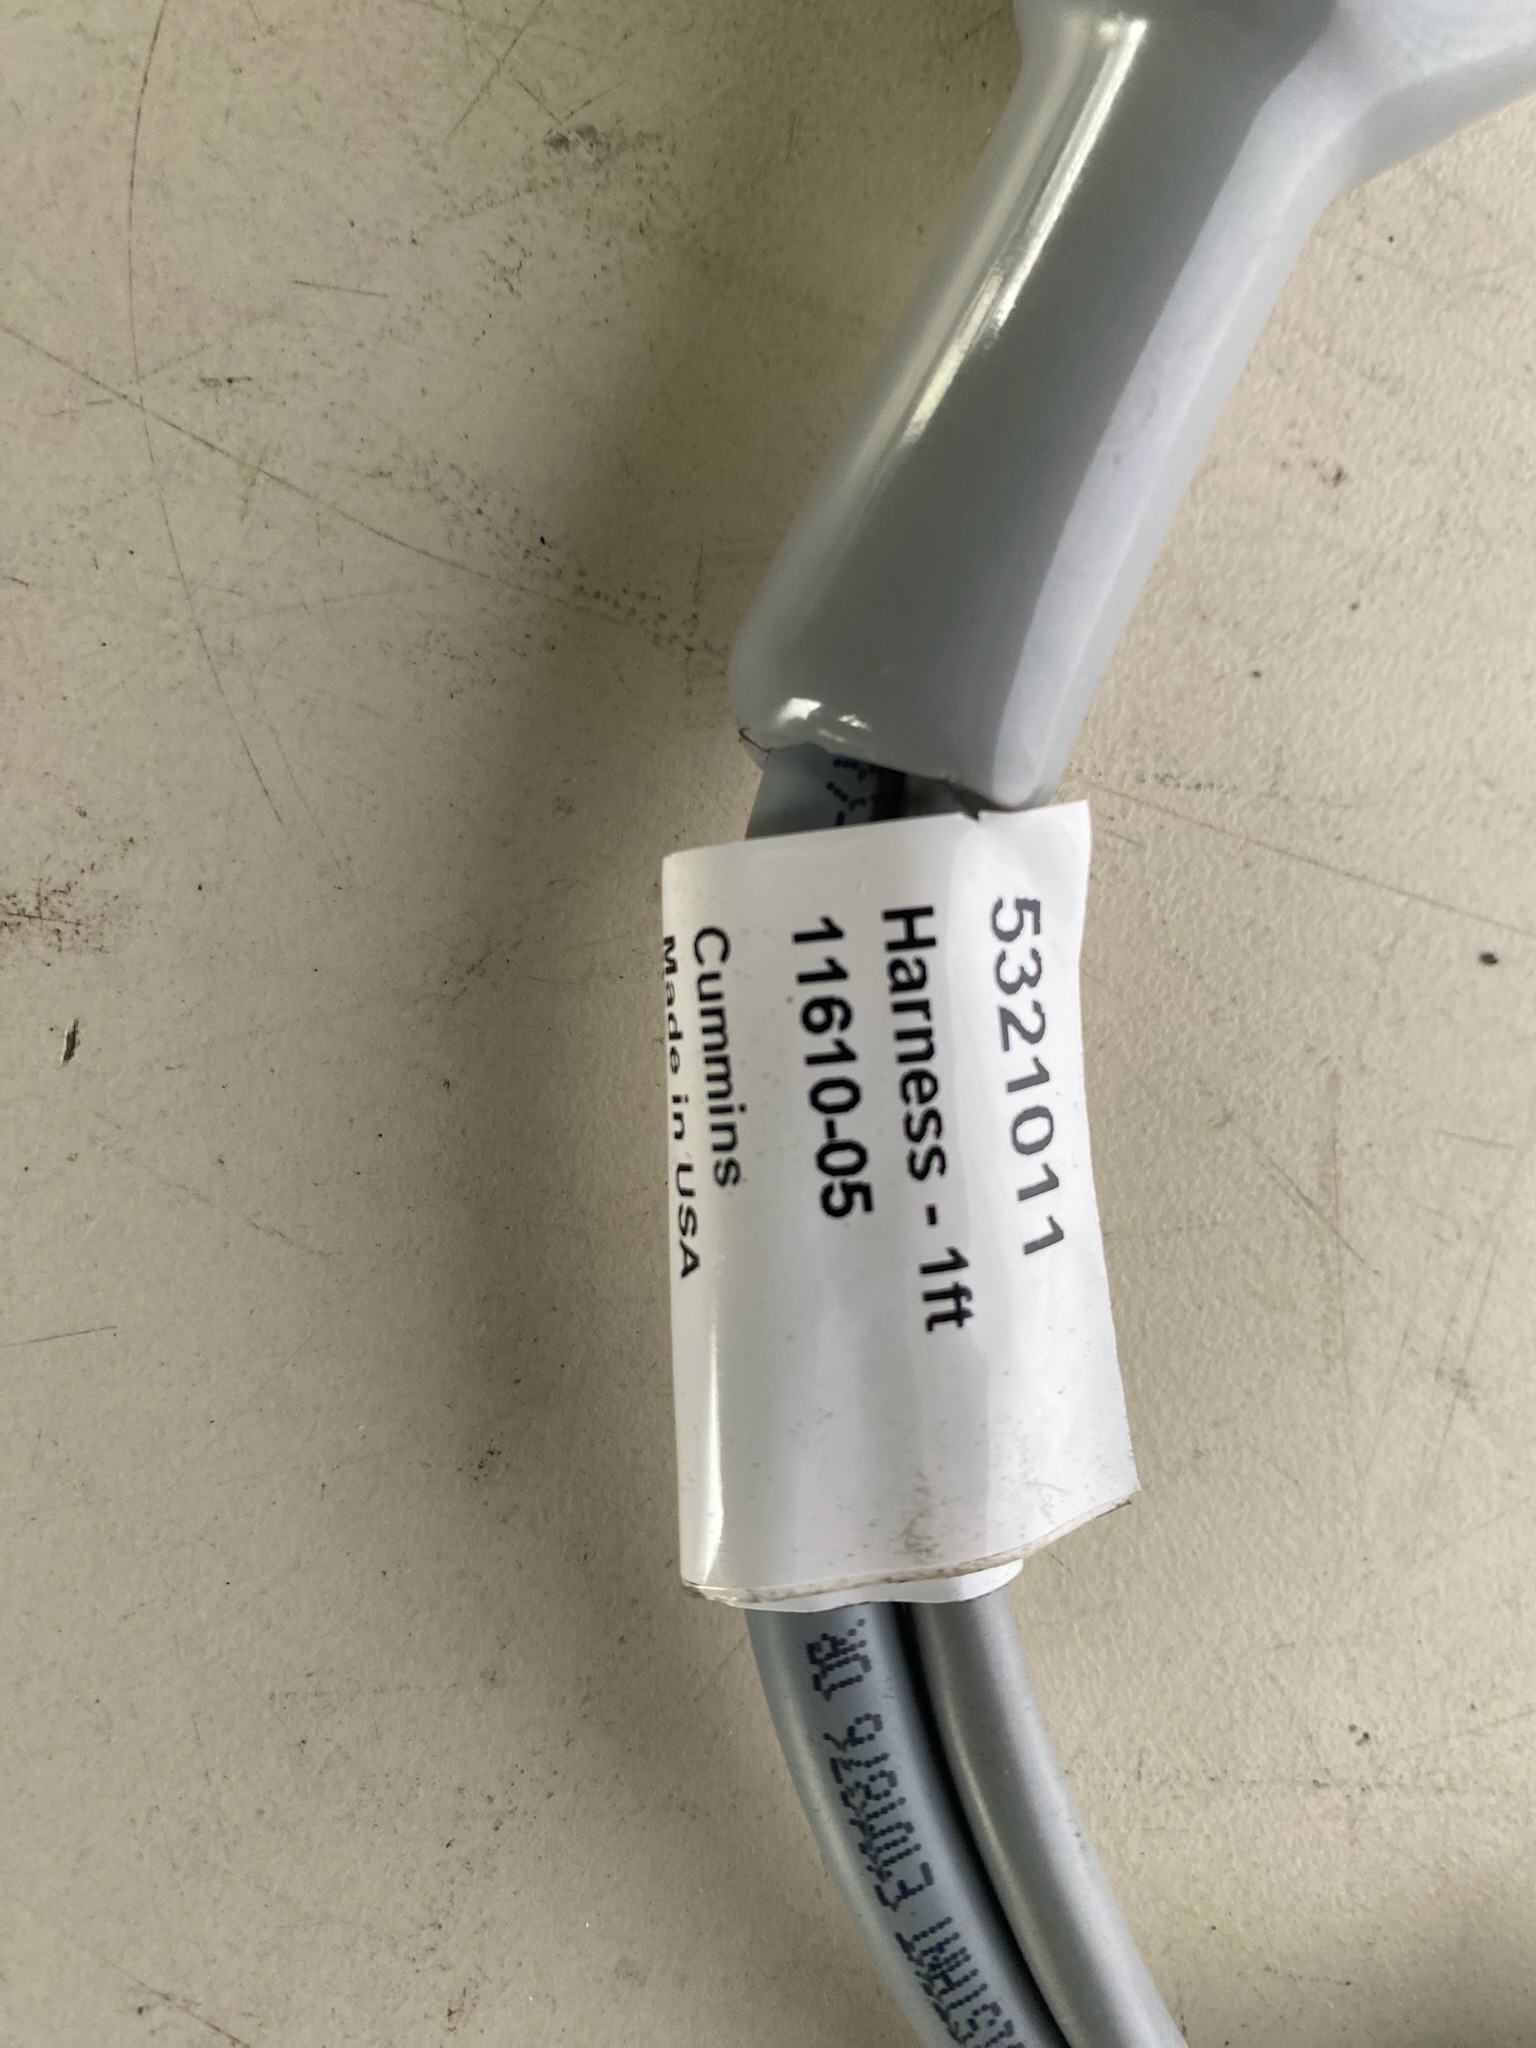 5321011
Harness - 1ft
11610-05
Cummins
Made in USA